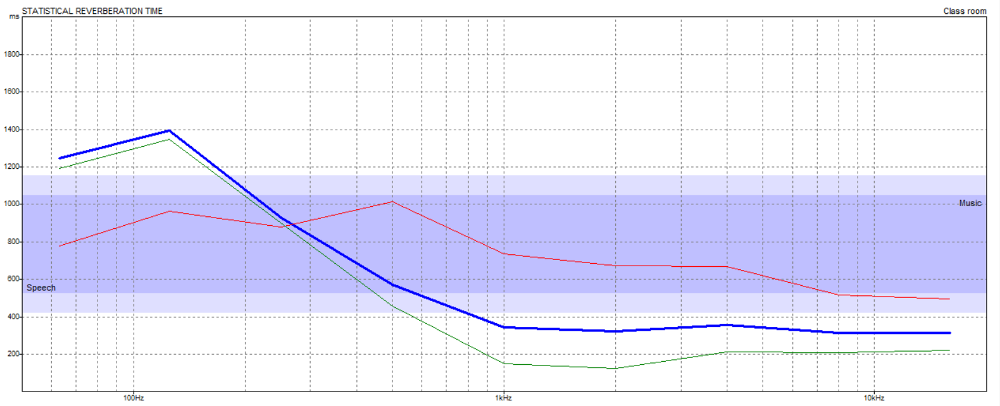 STATISTICAL REVERBERATION TIME Class room
ms
1800
1600
1400
1200
1000 Music
800
600
Speech
400
200
100Hz 1kHz 10kHz